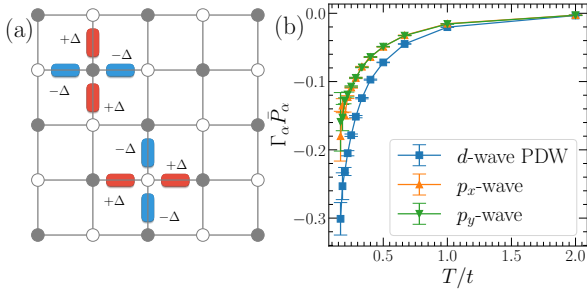 (a)
+Δ
−Δ
−Δ
+Δ
−Δ
+Δ
+Δ
−Δ
(b)
0.0
−0.1
−0.2
−0.3
Γ_α P̄_α
d-wave PDW
p_x-wave
p_y-wave
0.5 1.0 1.5 2.0
T/t